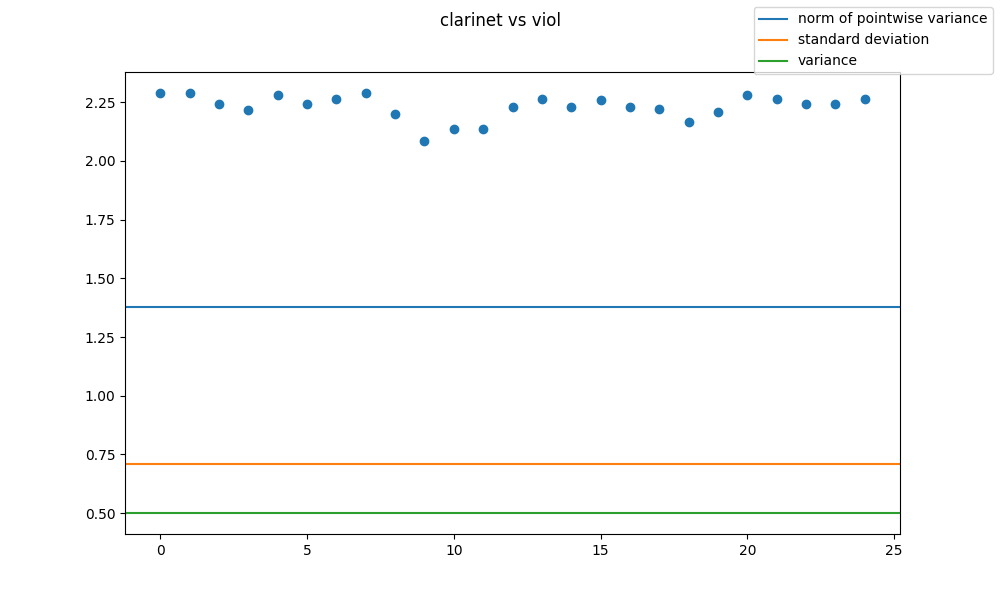 clarinet vs viol
norm of pointwise variance
standard deviation
variance
2.25
2.00
1.75
1.50
1.25
1.00
0.75
0.50
0 5 10 15 20 25